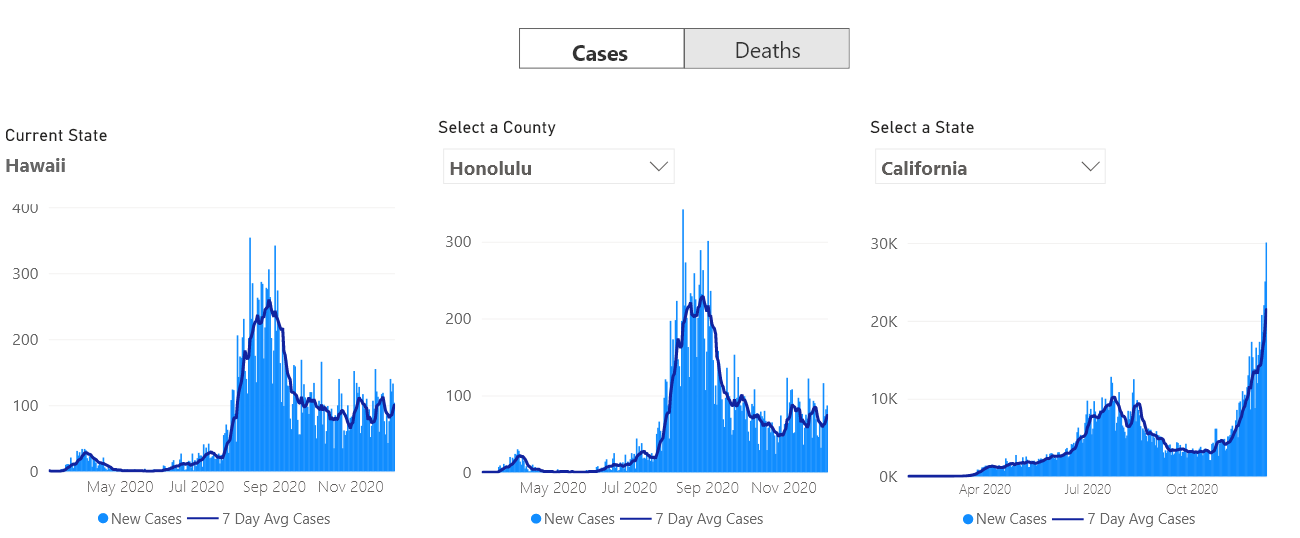 Cases
Deaths
Current State
Hawaii
400
300
200
100
0
May 2020
Jul 2020
Sep 2020
Nov 2020
New Cases
7 Day Avg Cases
Select a County
Honolulu
300
200
100
0
May 2020
Jul 2020
Sep 2020
Nov 2020
New Cases
7 Day Avg Cases
Select a State
California
30K
20K
10K
0K
Apr 2020
Jul 2020
Oct 2020
New Cases
7 Day Avg Cases